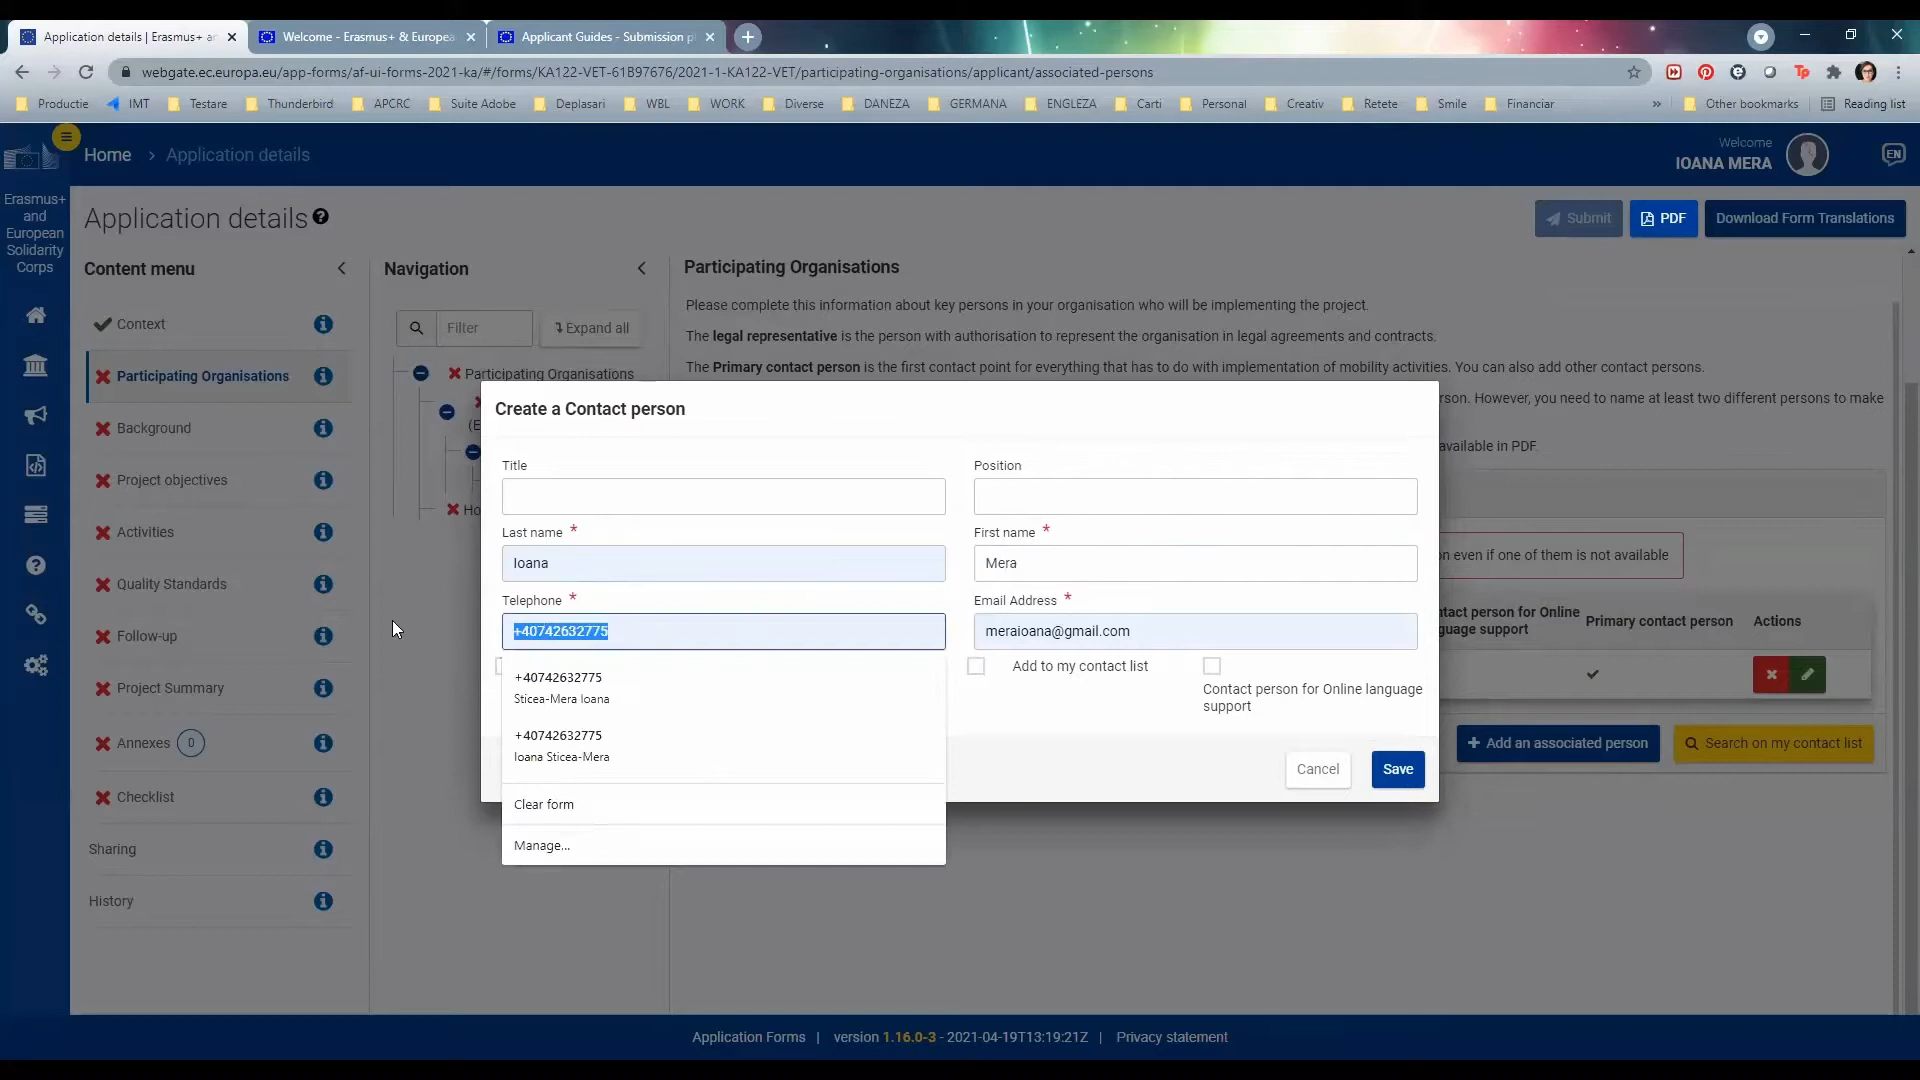 Application details | Erasmus+ an
Welcome - Erasmus+ & Europea
Applicant Guides - Submission p
webgate.ec.europa.eu/app-forms/af-ui-forms-2021-ka/#/forms/KA122-VET-61B97676/2021-1-KA122-VET/participating-organisations/applicant/associated-persons
Productie
IMT
Testare
Thunderbird
APCRC
Suite Adobe
Deplasari
WBL
WORK
Diverse
DANEZA
GERMANA
ENGLEZA
Carti
Personal
Creativ
Retete
Smile
Financiar
»
Other bookmarks
Reading list
Home > Application details
Welcome
IOANA MERA
EN
Erasmus+
and
European
Solidarity
Corps
Application details
Submit
PDF
Download Form Translations
Content menu
Context
Participating Organisations
Background
Project objectives
Activities
Quality Standards
Follow-up
Project Summary
Annexes 0
Checklist
Sharing
History
Navigation
Filter
Expand all
Participating Organisations
(E
Ho
Participating Organisations
Please complete this information about key persons in your organisation who will be implementing the project.
The legal representative is the person with authorisation to represent the organisation in legal agreements and contracts.
The Primary contact person is the first contact point for everything that has to do with implementation of mobility activities. You can also add other contact persons.
rson. However, you need to name at least two different persons to make
available in PDF.
n even if one of them is not available
ntact person for Online
guage support
Primary contact person
Actions
+ Add an associated person
Search on my contact list
Create a Contact person
Title
Position
Last name *
First name *
Ioana
Mera
Telephone *
Email Address *
+40742632775
meraioana@gmail.com
+40742632775
Sticea-Mera Ioana
+40742632775
Ioana Sticea-Mera
Clear form
Manage...
Add to my contact list
Contact person for Online language
support
Cancel
Save
Application Forms | version 1.16.0-3 - 2021-04-19T13:19:21Z | Privacy statement